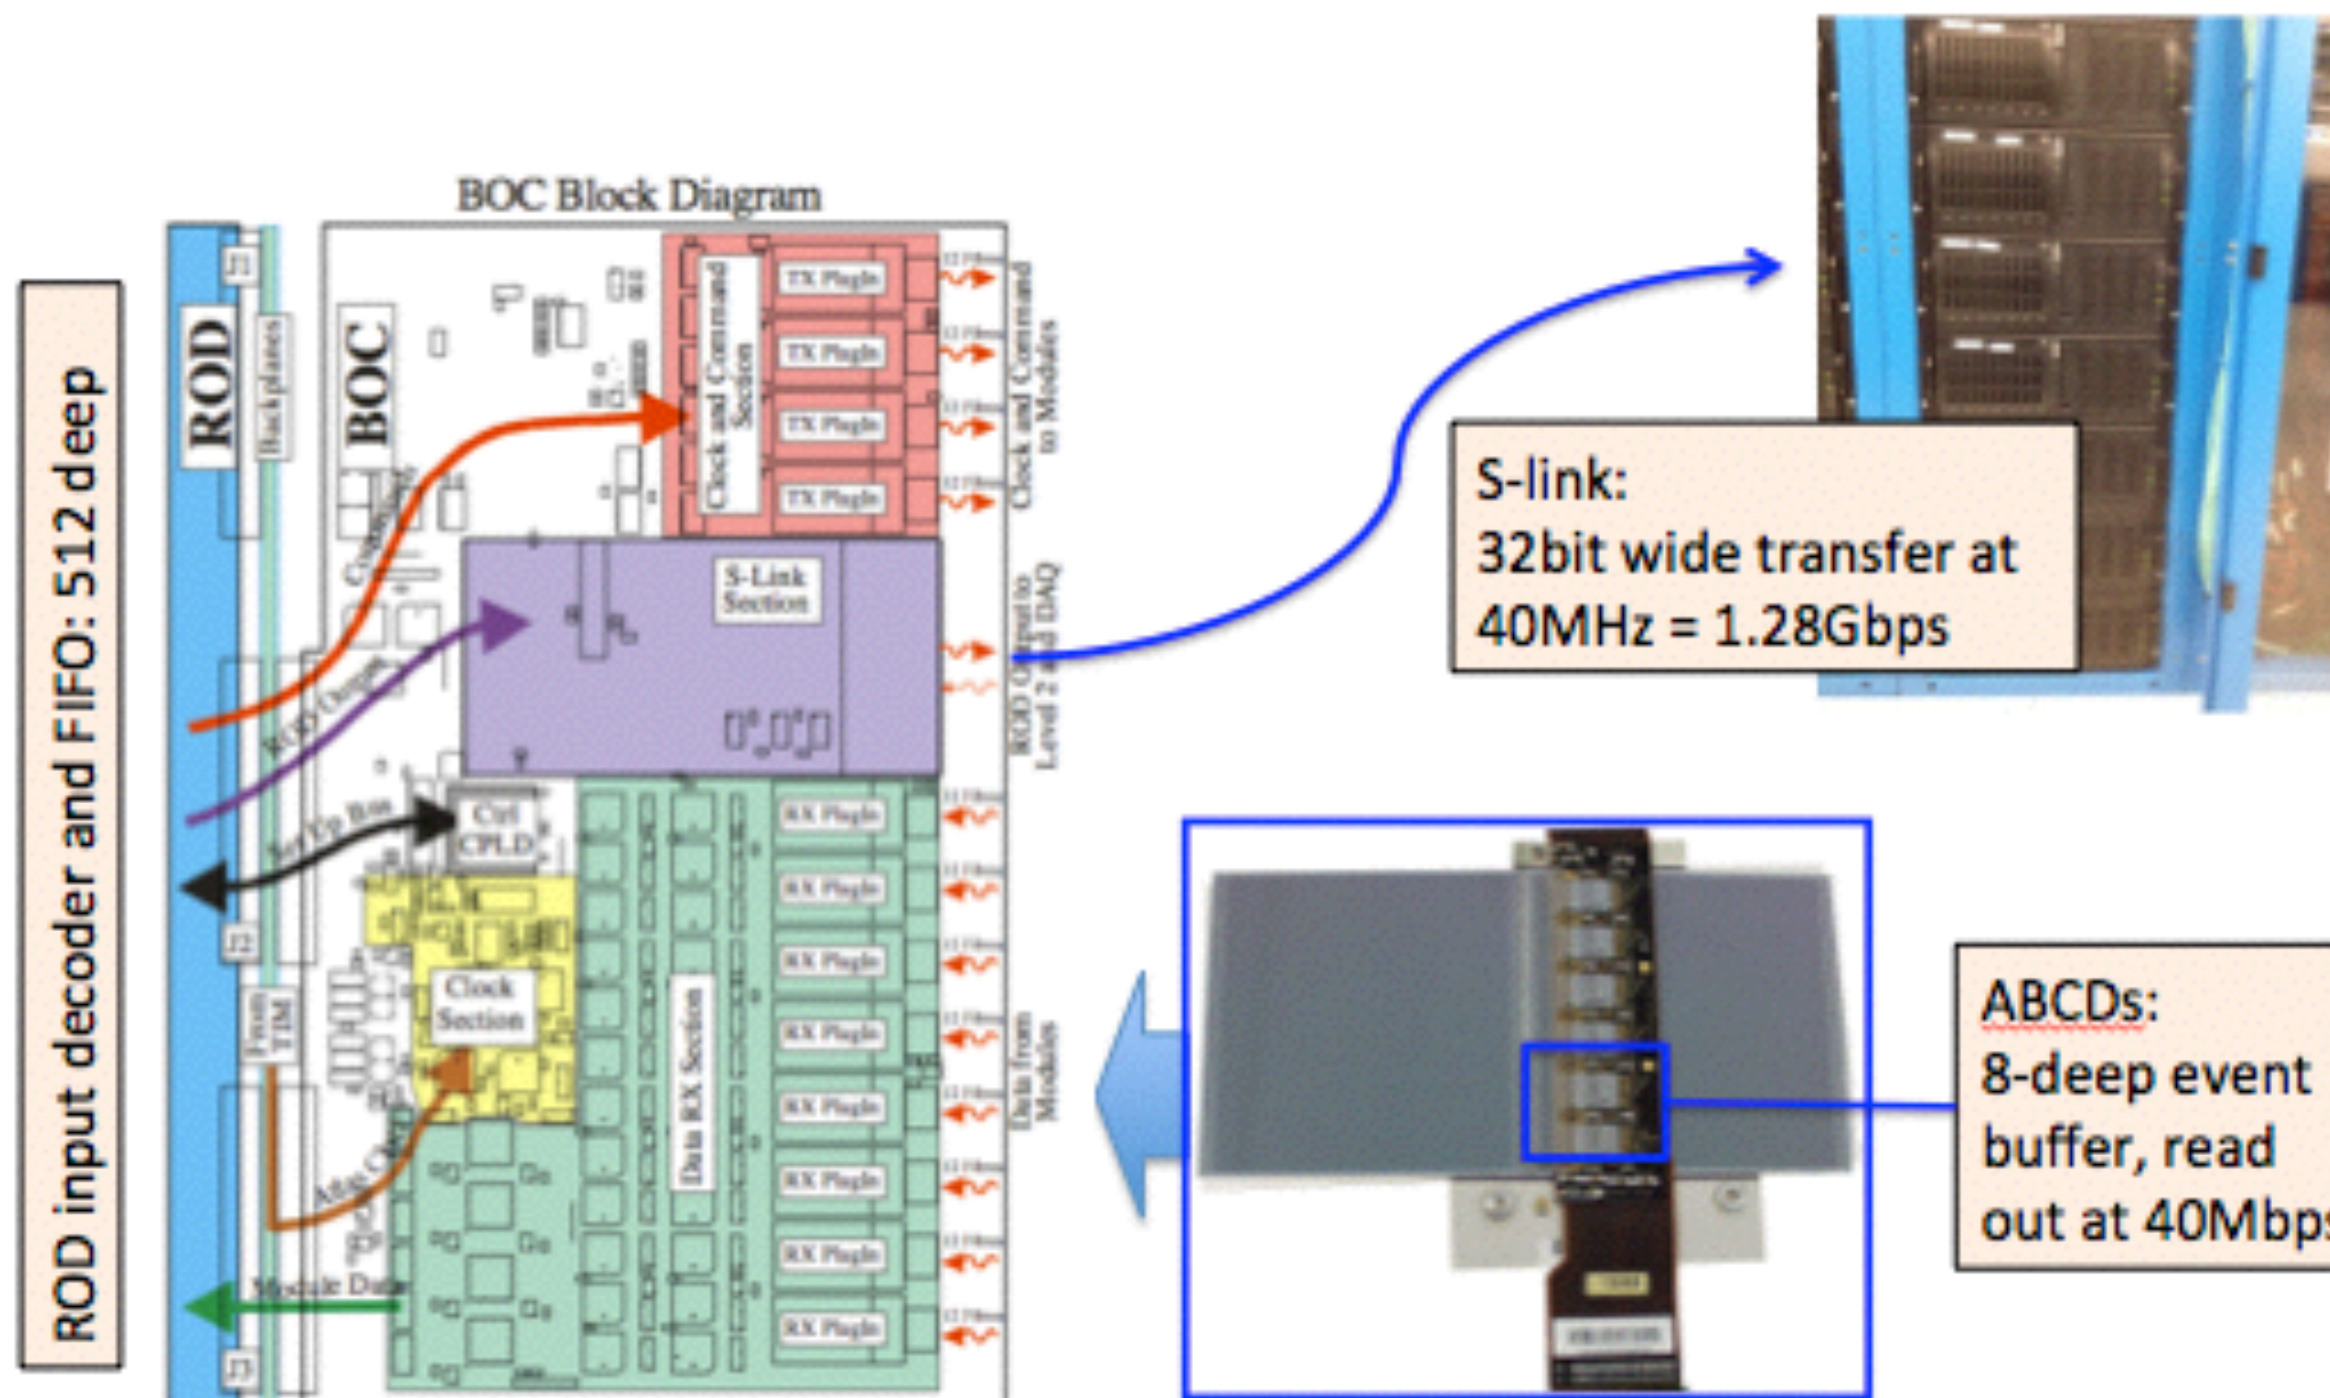 BOC Block Diagram
ROD input decoder and FIFO: 512 deep
ROD
Backplanes
BOC
J1
J2
J3
Clock and Command
Section
TX PlugIn
TX PlugIn
TX PlugIn
TX PlugIn
Clock and Command
to Modules
S-Link
Section
ROD Output to
Level 2 and DAQ
ROD Output
Set Up Bus
Ctrl
CPLD
Clock
Section
From
TIM
Module Data
Data RX Section
RX PlugIn
RX PlugIn
RX PlugIn
RX PlugIn
RX PlugIn
RX PlugIn
RX PlugIn
RX PlugIn
Data from
Modules
S-link:
32bit wide transfer at
40MHz = 1.28Gbps
ABCDs:
8-deep event
buffer, read
out at 40Mbps